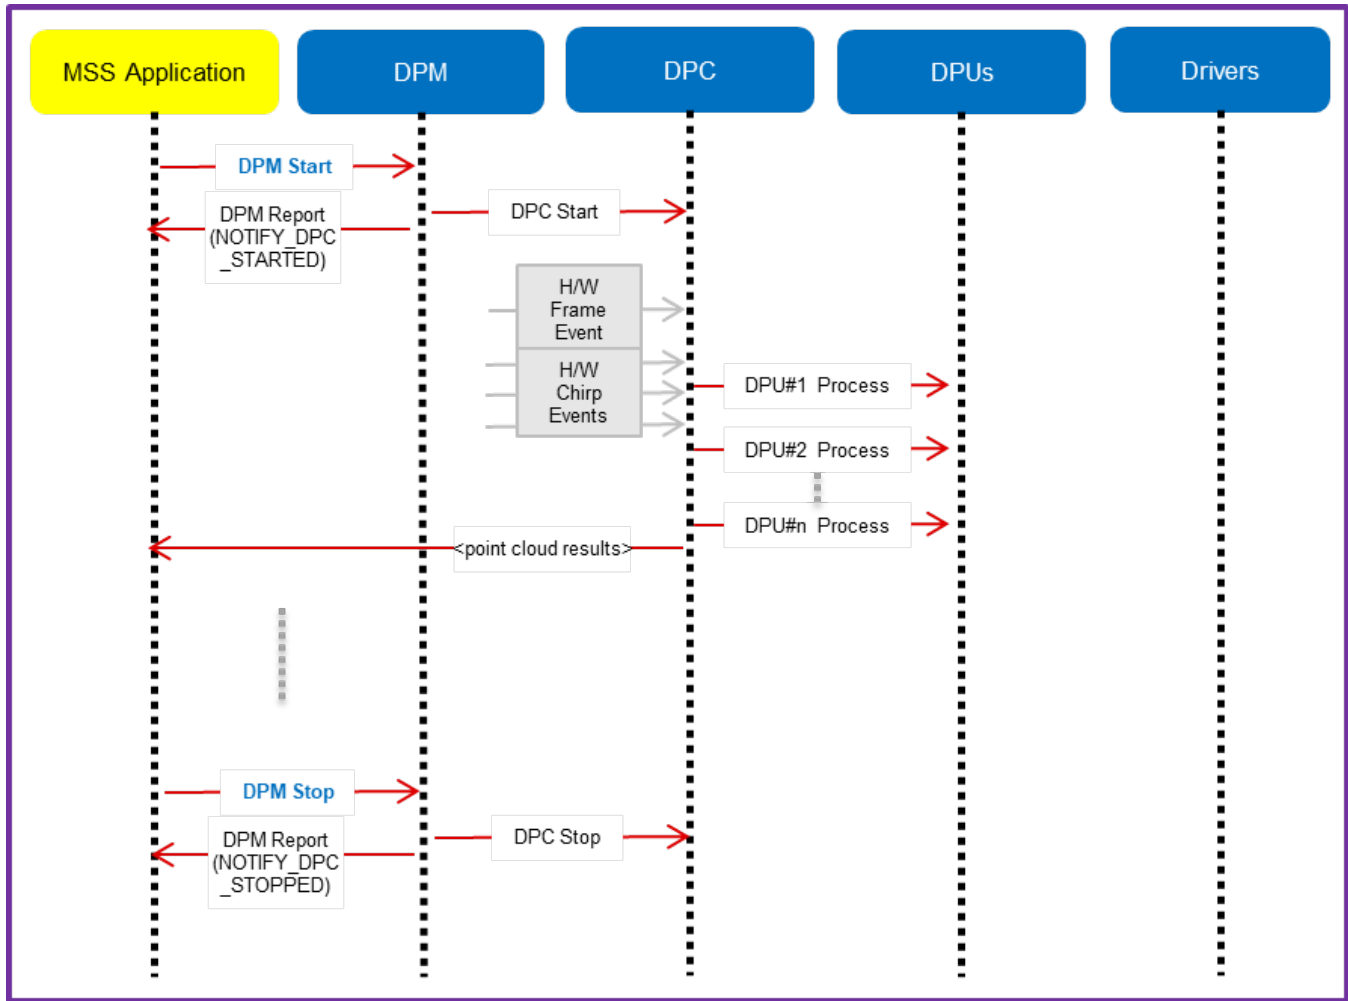 MSS Application
DPM
DPC
DPUs
Drivers
DPM Start
DPM Report
(NOTIFY_DPC
_STARTED)
DPC Start
H/W
Frame
Event
H/W
Chirp
Events
DPU#1 Process
DPU#2 Process
DPU#n Process
<point cloud results>
DPM Stop
DPM Report
(NOTIFY_DPC
_STOPPED)
DPC Stop